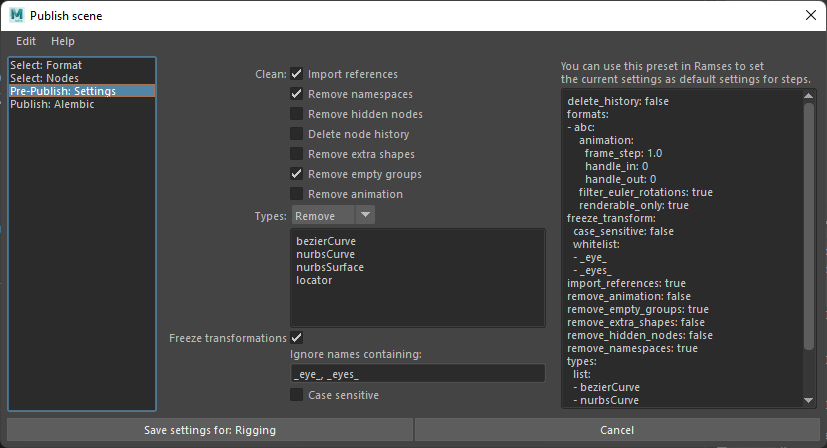 Publish scene
Edit Help
Select: Format
Select: Nodes
Pre-Publish: Settings
Publish: Alembic
Clean: Import references
Remove namespaces
Remove hidden nodes
Delete node history
Remove extra shapes
Remove empty groups
Remove animation
Types: Remove
bezierCurve
nurbsCurve
nurbsSurface
locator
Freeze transformations
Ignore names containing:
_eye_, _eyes_
Case sensitive
You can use this preset in Ramses to set
the current settings as default settings for steps.
delete_history: false
formats:
- abc:
animation:
frame_step: 1.0
handle_in: 0
handle_out: 0
filter_euler_rotations: true
renderable_only: true
freeze_transform:
case_sensitive: false
whitelist:
- _eye_
- _eyes_
import_references: true
remove_animation: false
remove_empty_groups: true
remove_extra_shapes: false
remove_hidden_nodes: false
remove_namespaces: true
types:
list:
- bezierCurve
- nurbsCurve
Save settings for: Rigging
Cancel